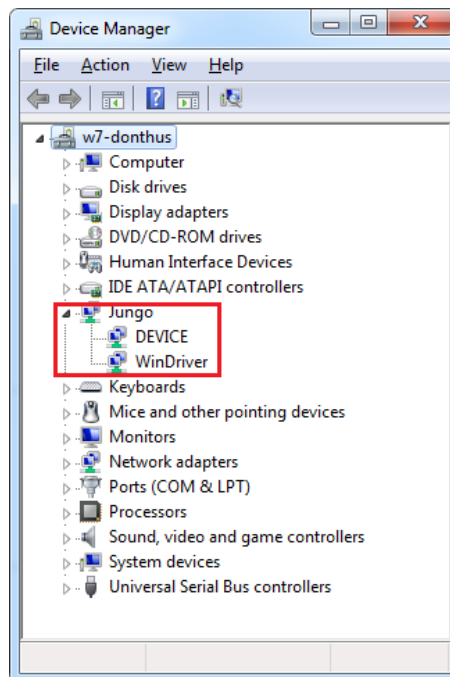 Device Manager
File Action View Help
w7-donthus
Computer
Disk drives
Display adapters
DVD/CD-ROM drives
Human Interface Devices
IDE ATA/ATAPI controllers
Jungo
DEVICE
WinDriver
Keyboards
Mice and other pointing devices
Monitors
Network adapters
Ports (COM & LPT)
Processors
Sound, video and game controllers
System devices
Universal Serial Bus controllers